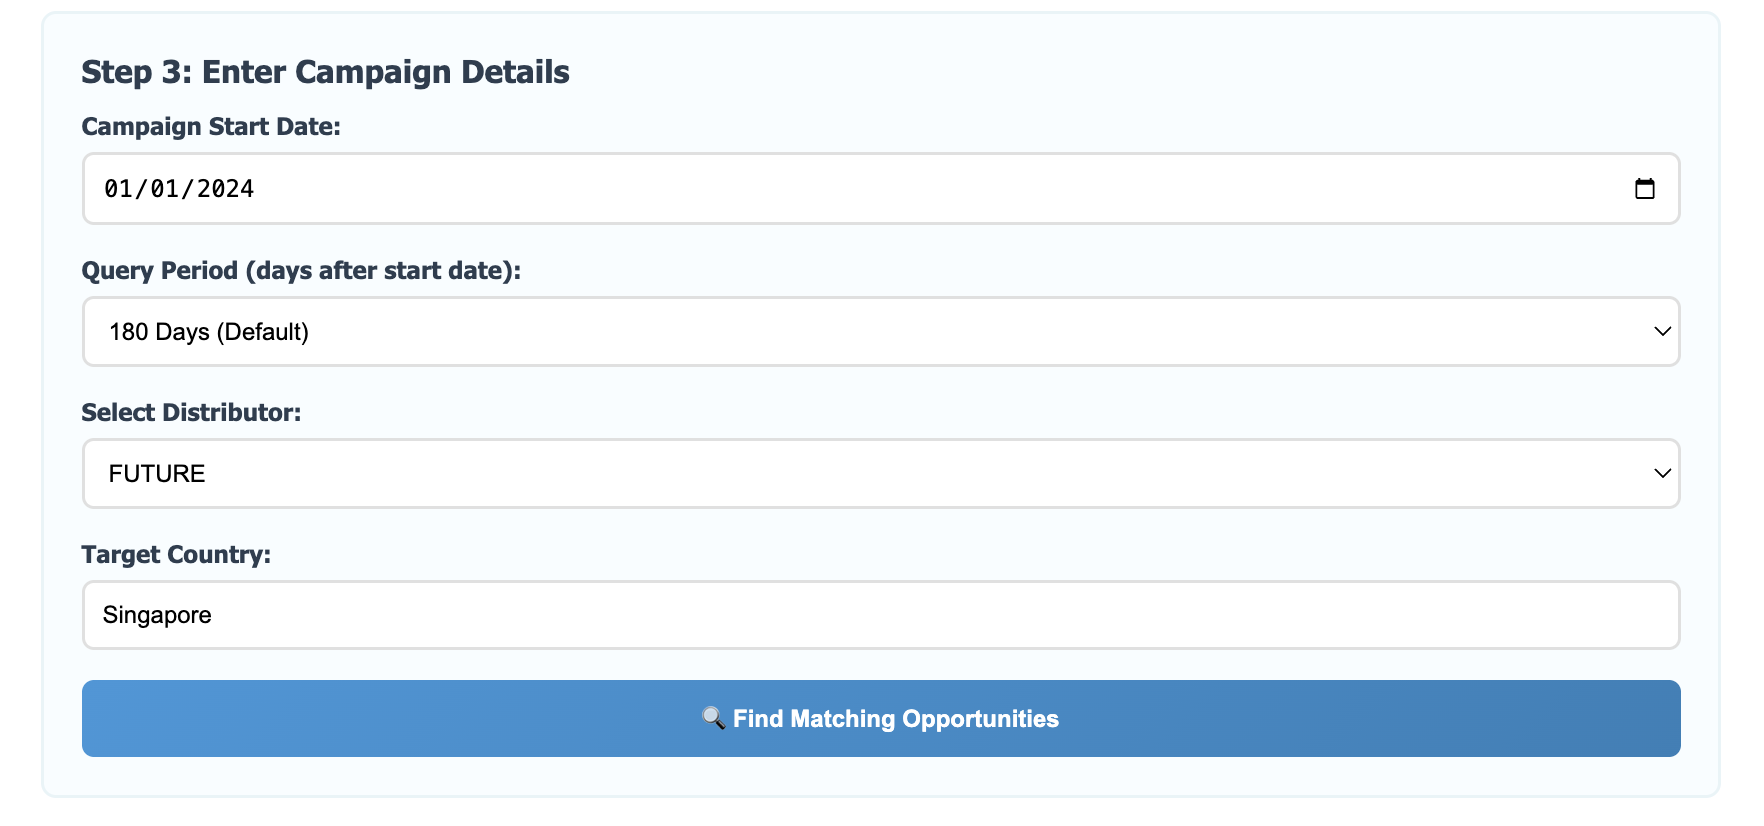 Step 3: Enter Campaign Details
Campaign Start Date:
01/01/2024
Query Period (days after start date):
180 Days (Default)
Select Distributor:
FUTURE
Target Country:
Singapore
🔍 Find Matching Opportunities